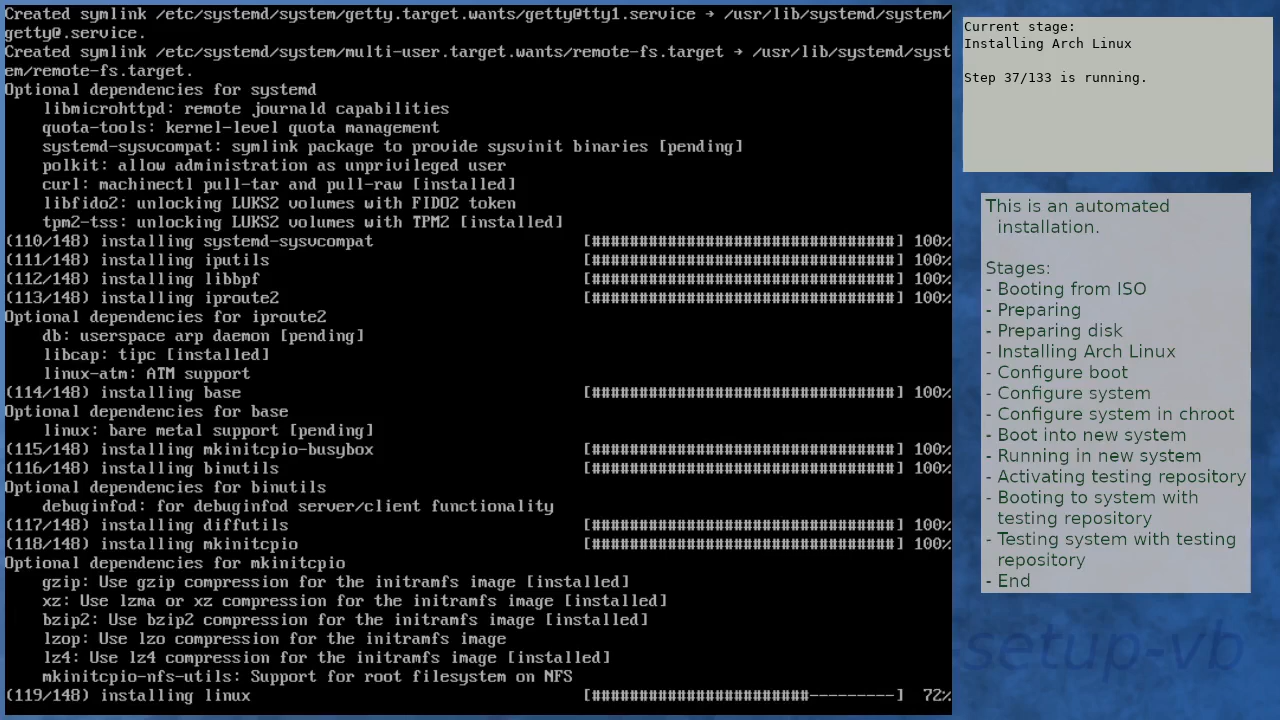 Created symlink /etc/systemd/system/getty.target.wants/getty@tty1.service → /usr/lib/systemd/system/
getty@.service.
Created symlink /etc/systemd/system/multi-user.target.wants/remote-fs.target → /usr/lib/systemd/syst
em/remote-fs.target.
Optional dependencies for systemd
    libmicrohttpd: remote journald capabilities
    quota-tools: kernel-level quota management
    systemd-sysvcompat: symlink package to provide sysvinit binaries [pending]
    polkit: allow administration as unprivileged user
    curl: machinectl pull-tar and pull-raw [installed]
    libfido2: unlocking LUKS2 volumes with FIDO2 token
    tpm2-tss: unlocking LUKS2 volumes with TPM2 [installed]
(110/148) installing systemd-sysvcompat [################################] 100%
(111/148) installing iputils [################################] 100%
(112/148) installing libbpf [################################] 100%
(113/148) installing iproute2 [################################] 100%
Optional dependencies for iproute2
    db: userspace arp daemon [pending]
    libcap: tipc [installed]
    linux-atm: ATM support
(114/148) installing base [################################] 100%
Optional dependencies for base
    linux: bare metal support [pending]
(115/148) installing mkinitcpio-busybox [################################] 100%
(116/148) installing binutils [################################] 100%
Optional dependencies for binutils
    debuginfod: for debuginfod server/client functionality
(117/148) installing diffutils [################################] 100%
(118/148) installing mkinitcpio [################################] 100%
Optional dependencies for mkinitcpio
    gzip: Use gzip compression for the initramfs image [installed]
    xz: Use lzma or xz compression for the initramfs image [installed]
    bzip2: Use bzip2 compression for the initramfs image [installed]
    lzop: Use lzo compression for the initramfs image
    lz4: Use lz4 compression for the initramfs image [installed]
    mkinitcpio-nfs-utils: Support for root filesystem on NFS
(119/148) installing linux [#######################---------] 72%
Current stage:
Installing Arch Linux
Step 37/133 is running.
This is an automated
installation.
Stages:
- Booting from ISO
- Preparing
- Preparing disk
- Installing Arch Linux
- Configure boot
- Configure system
- Configure system in chroot
- Boot into new system
- Running in new system
- Activating testing repository
- Booting to system with
testing repository
- Testing system with testing
repository
- End
-setup-vb